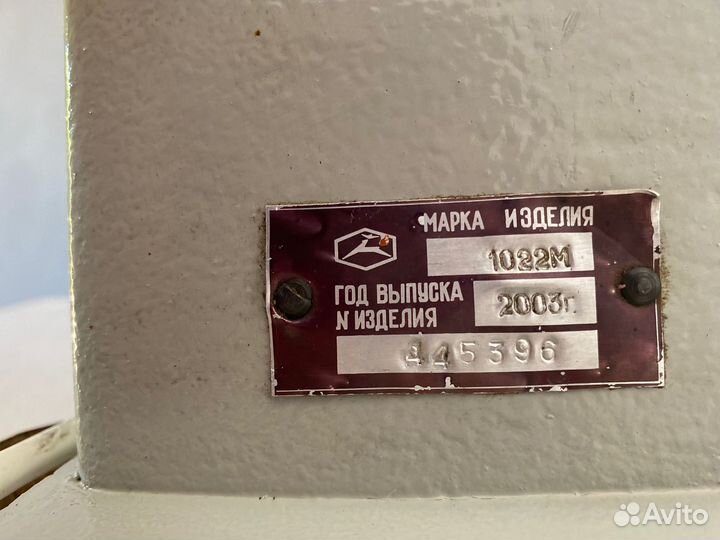 МАРКА ИЗДЕЛИЯ
1022М
ГОД ВЫПУСКА 2003г.
N ИЗДЕЛИЯ
445396
Avito